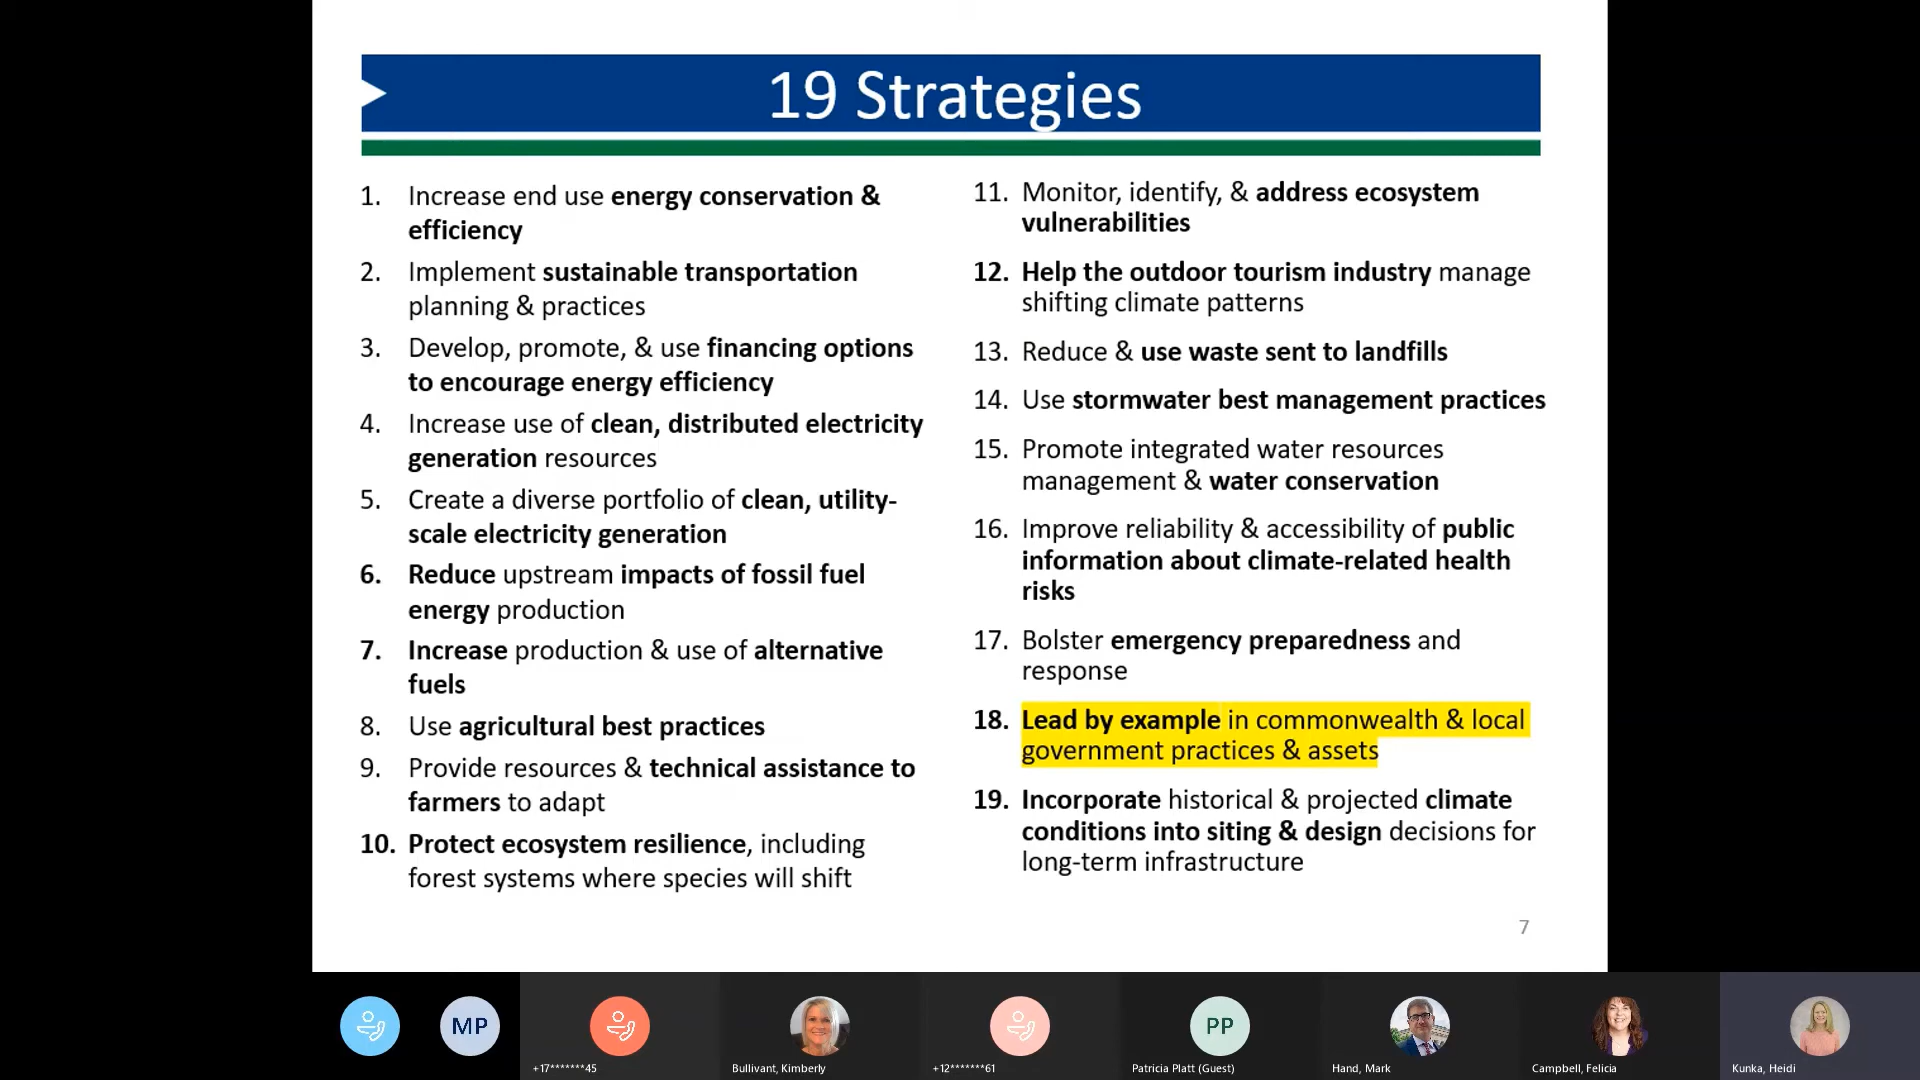 19 Strategies
1. Increase end use energy conservation &
efficiency
2. Implement sustainable transportation
planning & practices
3. Develop, promote, & use financing options
to encourage energy efficiency
4. Increase use of clean, distributed electricity
generation resources
5. Create a diverse portfolio of clean, utility-
scale electricity generation
6. Reduce upstream impacts of fossil fuel
energy production
7. Increase production & use of alternative
fuels
8. Use agricultural best practices
9. Provide resources & technical assistance to
farmers to adapt
10. Protect ecosystem resilience, including
forest systems where species will shift
11. Monitor, identify, & address ecosystem
vulnerabilities
12. Help the outdoor tourism industry manage
shifting climate patterns
13. Reduce & use waste sent to landfills
14. Use stormwater best management practices
15. Promote integrated water resources
management & water conservation
16. Improve reliability & accessibility of public
information about climate-related health
risks
17. Bolster emergency preparedness and
response
18. Lead by example in commonwealth & local
government practices & assets
19. Incorporate historical & projected climate
conditions into siting & design decisions for
long-term infrastructure
7
MP
PP
+17*******45
Bullivant, Kimberly
+12*******61
Patricia Platt (Guest)
Hand, Mark
Campbell, Felicia
Kunka, Heidi